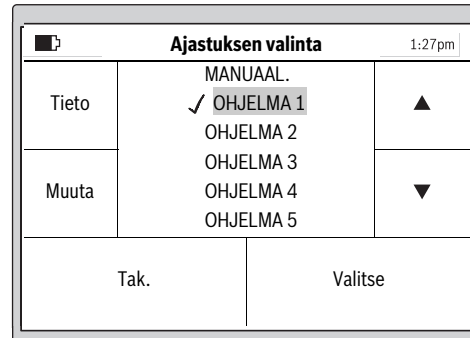 Ajastuksen valinta 1:27pm
Tieto
Muuta
MANUAAL.
✓ OHJELMA 1
OHJELMA 2
OHJELMA 3
OHJELMA 4
OHJELMA 5
▲
▼
Tak. Valitse